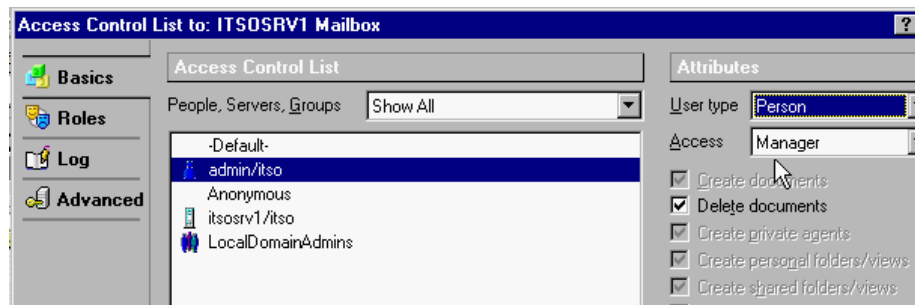 Access Control List to: ITSOSRV1 Mailbox ?
Basics
Roles
Log
Advanced
Access Control List
People, Servers, Groups Show All
-Default-
admin/itso
Anonymous
itsosrv1/itso
LocalDomainAdmins
Attributes
User type Person
Access Manager
Create documents
Delete documents
Create private agents
Create personal folders/views
Create shared folders/views